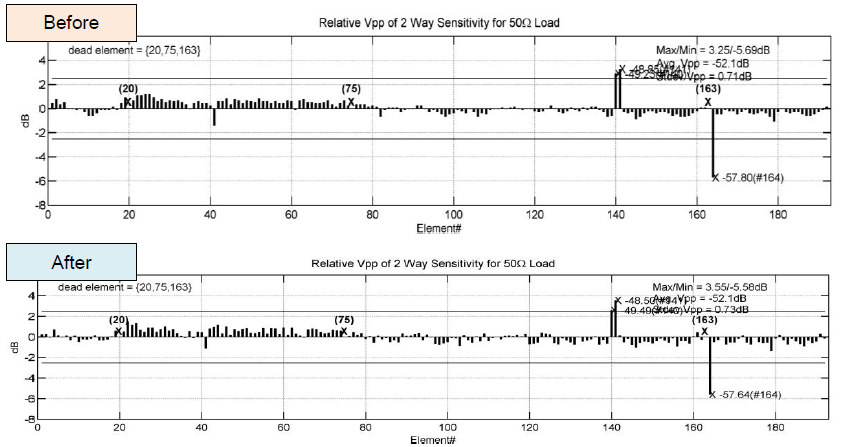 Before
Relative Vpp of 2 Way Sensitivity for 50Ω Load
dead element = {20,75,163}
Max/Min = 3.25/-5.69dB
Avg. Vpp = -52.1dB
Stdev Vpp = 0.71dB
-48.85(#141)
(20)
(75)
(163)
-57.80(#164)
dB
4
2
0
-2
-4
-6
-8
0 20 40 60 80 100 120 140 160 180
Element#
After
Relative Vpp of 2 Way Sensitivity for 50Ω Load
dead element = {20,75,163}
Max/Min = 3.55/-5.58dB
Avg. Vpp = -52.1dB
Stdev Vpp = 0.73dB
(20)
(75)
(163)
-57.64(#164)
dB
4
2
0
-2
-4
-6
-8
0 20 40 60 80 100 120 140 160 180
Element#